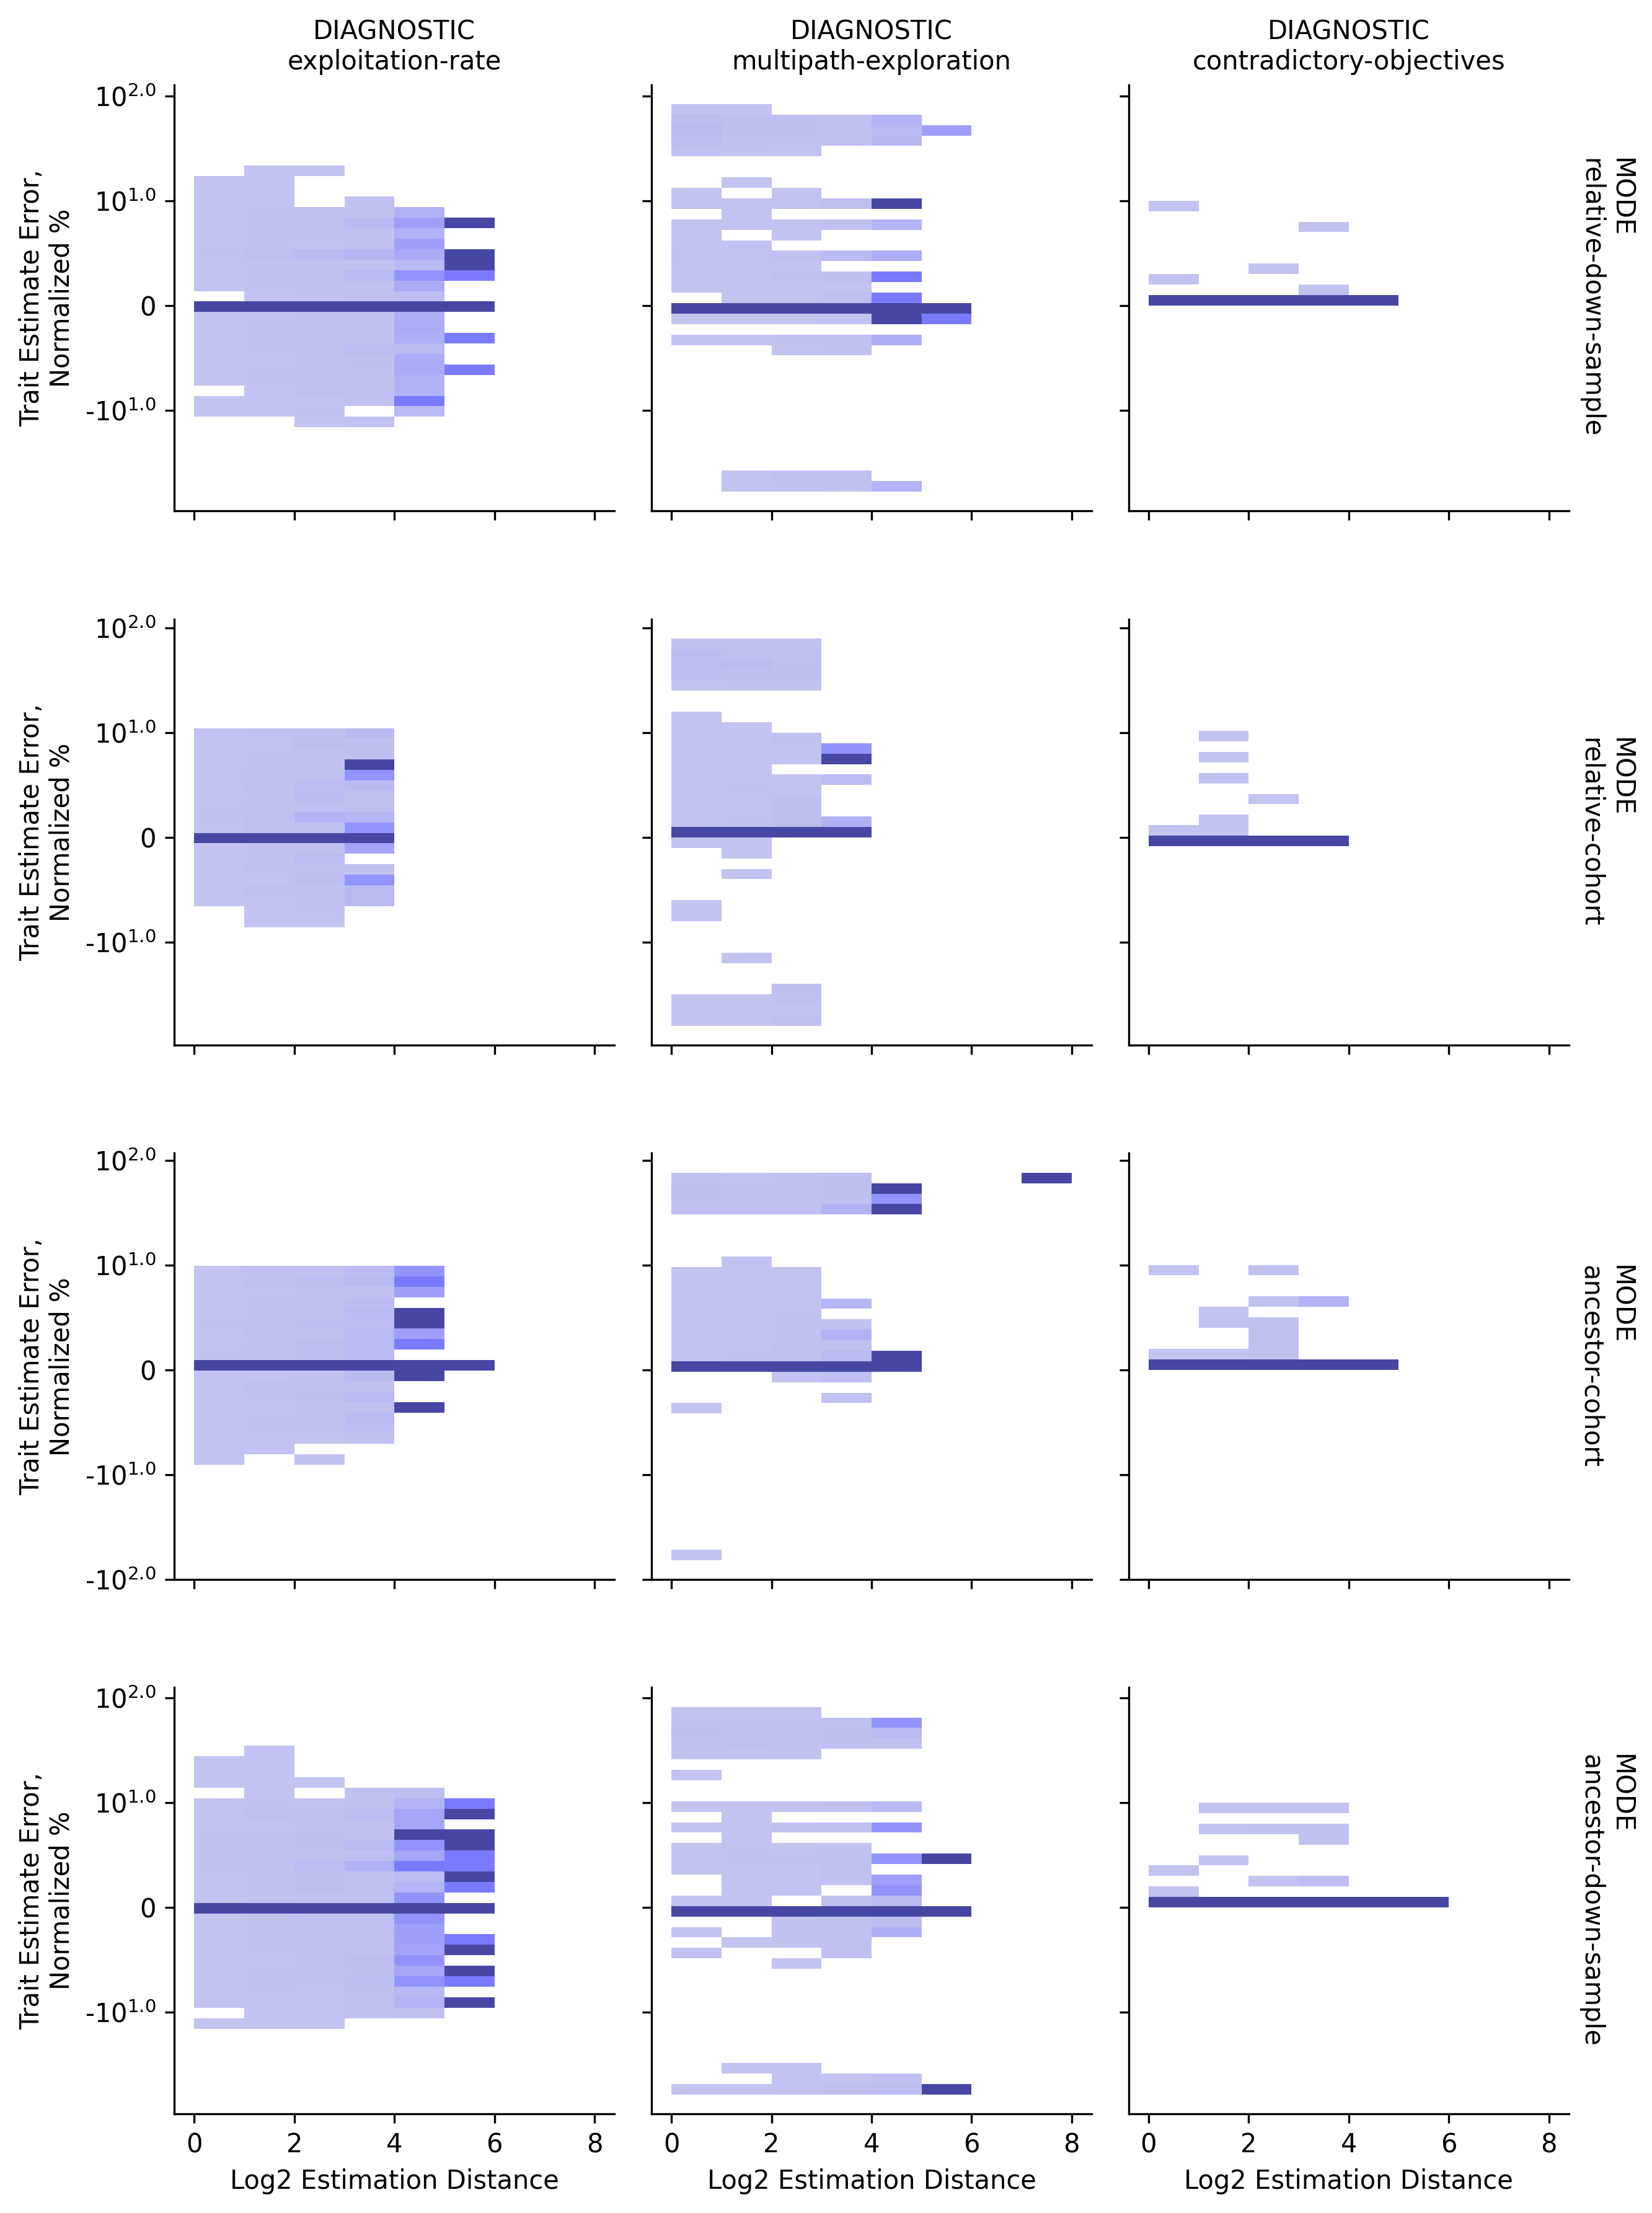 DIAGNOSTIC
exploitation-rate
DIAGNOSTIC
multipath-exploration
DIAGNOSTIC
contradictory-objectives
Trait Estimate Error,
Normalized %
10^2.0
10^1.0
0
-10^1.0
MODE
relative-down-sample
Trait Estimate Error,
Normalized %
10^2.0
10^1.0
0
-10^1.0
MODE
relative-cohort
Trait Estimate Error,
Normalized %
10^2.0
10^1.0
0
-10^1.0
-10^2.0
MODE
ancestor-cohort
Trait Estimate Error,
Normalized %
10^2.0
10^1.0
0
-10^1.0
MODE
ancestor-down-sample
0 2 4 6 8
0 2 4 6 8
0 2 4 6 8
Log2 Estimation Distance
Log2 Estimation Distance
Log2 Estimation Distance